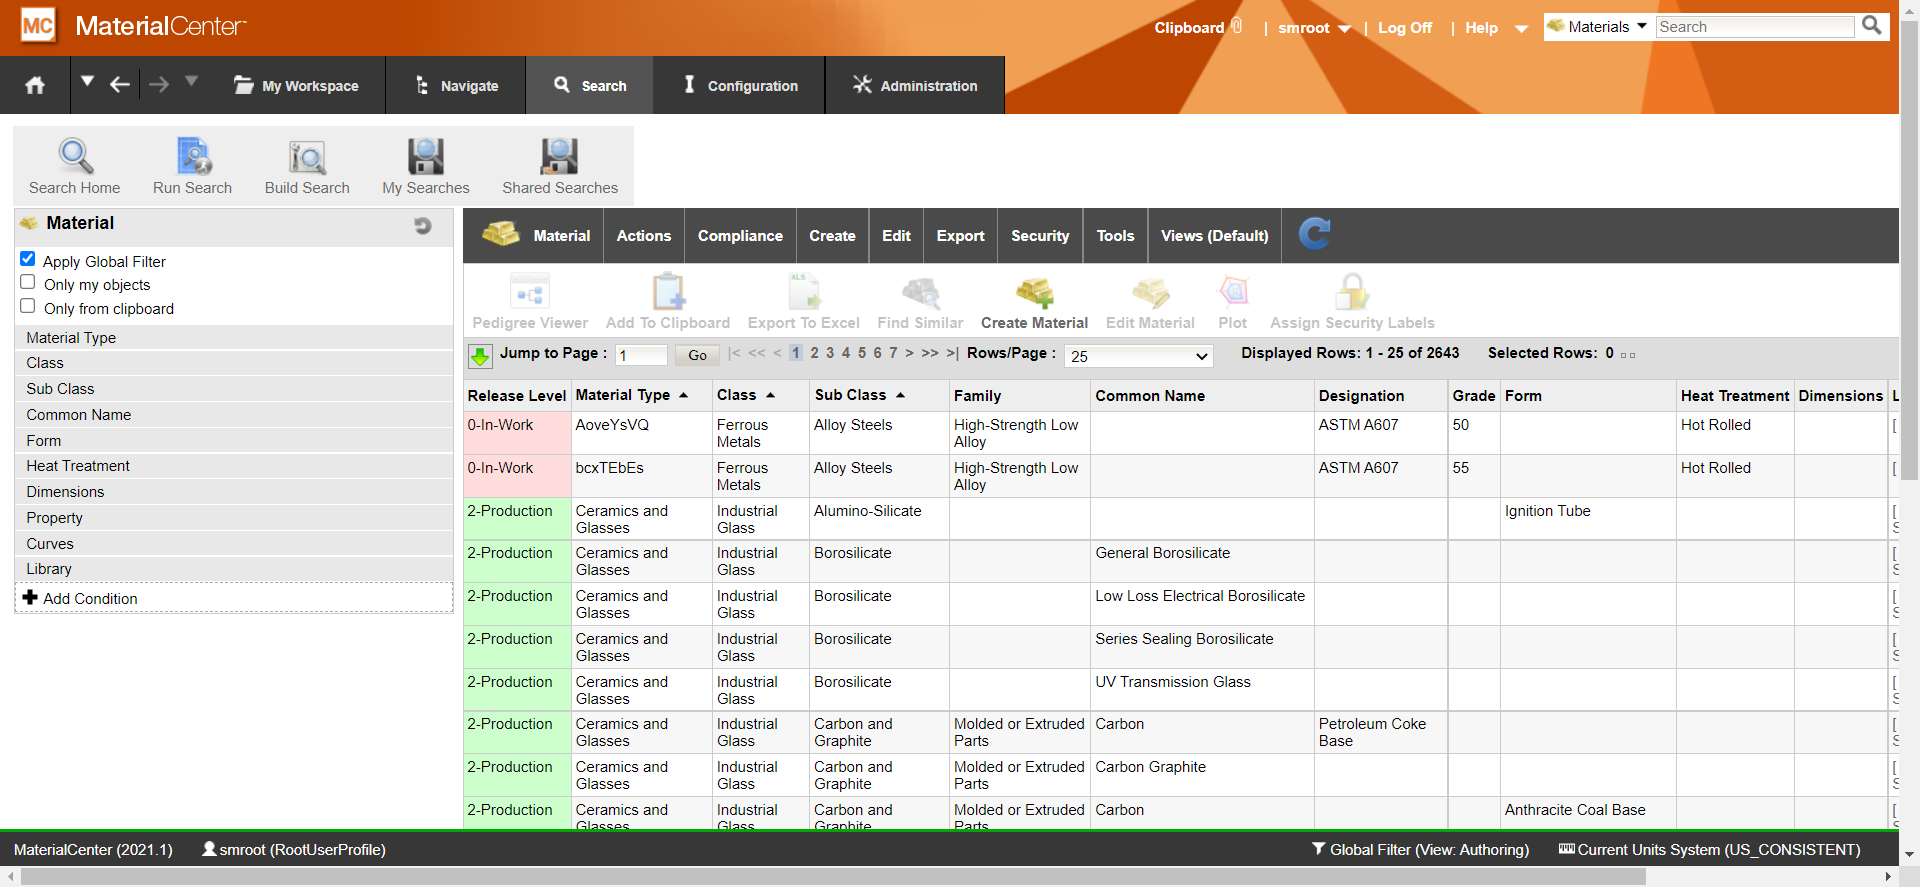 MC MaterialCenter
Clipboard | smroot | Log Off | Help Materials Search
My Workspace Navigate Search Configuration Administration
Search Home Run Search Build Search My Searches Shared Searches
Material
Apply Global Filter
Only my objects
Only from clipboard
Material Type
Class
Sub Class
Common Name
Form
Heat Treatment
Dimensions
Property
Curves
Library
Add Condition
Material Actions Compliance Create Edit Export Security Tools Views (Default)
XLS
Pedigree Viewer Add To Clipboard Export To Excel Find Similar Create Material Edit Material Plot Assign Security Labels
Jump to Page : 1 Go |< << < 1 2 3 4 5 6 7 > >> >| Rows/Page : 25 Displayed Rows: 1 - 25 of 2643 Selected Rows: 0
Release Level Material Type Class Sub Class Family Common Name Designation Grade Form Heat Treatment Dimensions L
0-In-Work AoveYsVQ Ferrous Metals Alloy Steels High-Strength Low Alloy ASTM A607 50 Hot Rolled [
0-In-Work bcxTEbEs Ferrous Metals Alloy Steels High-Strength Low Alloy ASTM A607 55 Hot Rolled [
2-Production Ceramics and Glasses Industrial Glass Alumino-Silicate Ignition Tube [ S
2-Production Ceramics and Glasses Industrial Glass Borosilicate General Borosilicate [ S
2-Production Ceramics and Glasses Industrial Glass Borosilicate Low Loss Electrical Borosilicate [ S
2-Production Ceramics and Glasses Industrial Glass Borosilicate Series Sealing Borosilicate [ S
2-Production Ceramics and Glasses Industrial Glass Borosilicate UV Transmission Glass [ S
2-Production Ceramics and Glasses Industrial Glass Carbon and Graphite Molded or Extruded Parts Carbon Petroleum Coke Base [ S
2-Production Ceramics and Glasses Industrial Glass Carbon and Graphite Molded or Extruded Parts Carbon Graphite [ S
2-Production Ceramics and Glasses Industrial Glass Carbon and Graphite Molded or Extruded Parts Carbon Anthracite Coal Base [ S
MaterialCenter (2021.1) smroot (RootUserProfile) Global Filter (View: Authoring) Current Units System (US_CONSISTENT)